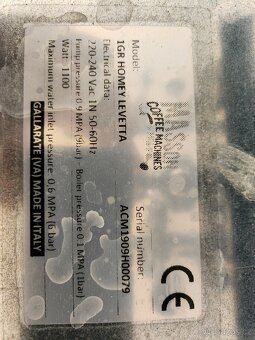 COFFEE MACHINES
Model:
1GR HOMEY LEVETTA
Serial number:
ACM1909H00079
Electrical data:
220-240 Vac 1N 50-60Hz
Watt: 1100
Pump pressure 0.9 MPA (9bar) - Boiler pressure 0.1 MPA (1bar)
Maximum water inlet pressure: 0,6 MPA (6 bar)
GALLARATE (VA) MADE IN ITALY
CE